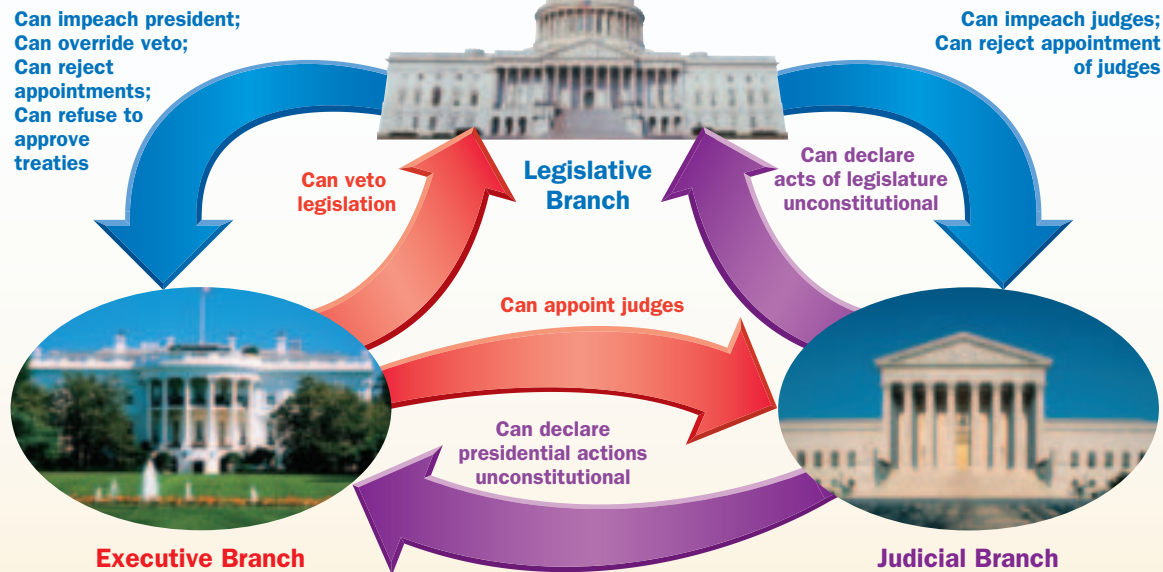 Can impeach president;
Can override veto;
Can reject
appointments;
Can refuse to
approve
treaties
Can impeach judges;
Can reject appointment
of judges
Legislative
Branch
Can veto
legislation
Can declare
acts of legislature
unconstitutional
Can appoint judges
Can declare
presidential actions
unconstitutional
Executive Branch
Judicial Branch